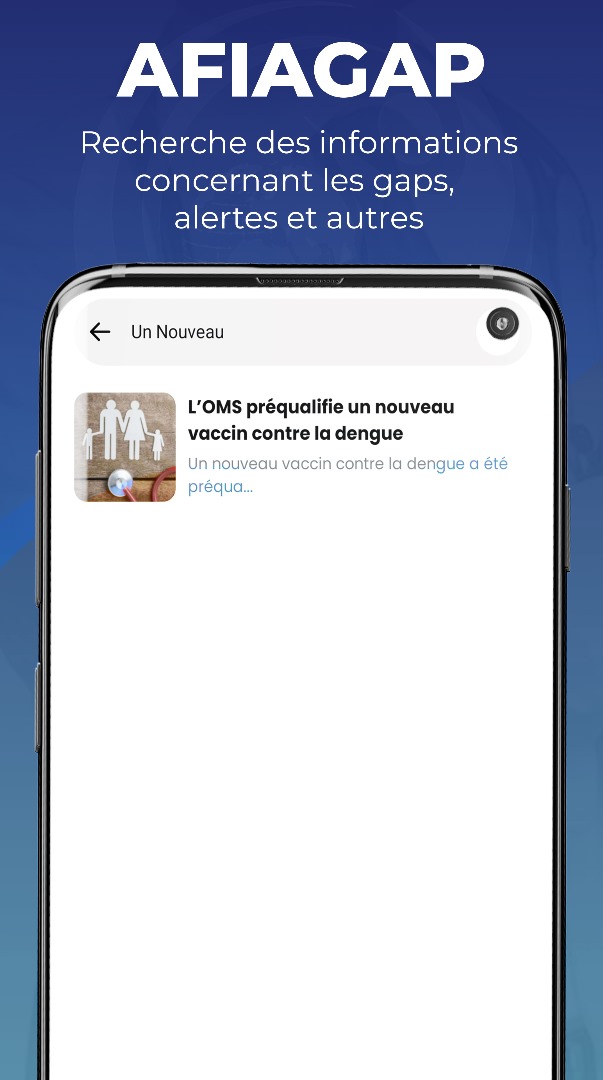 AFIAGAP
Recherche des informations
concernant les gaps,
alertes et autres
Un Nouveau
L’OMS préqualifie un nouveau
vaccin contre la dengue
Un nouveau vaccin contre la dengue a été
préqua...